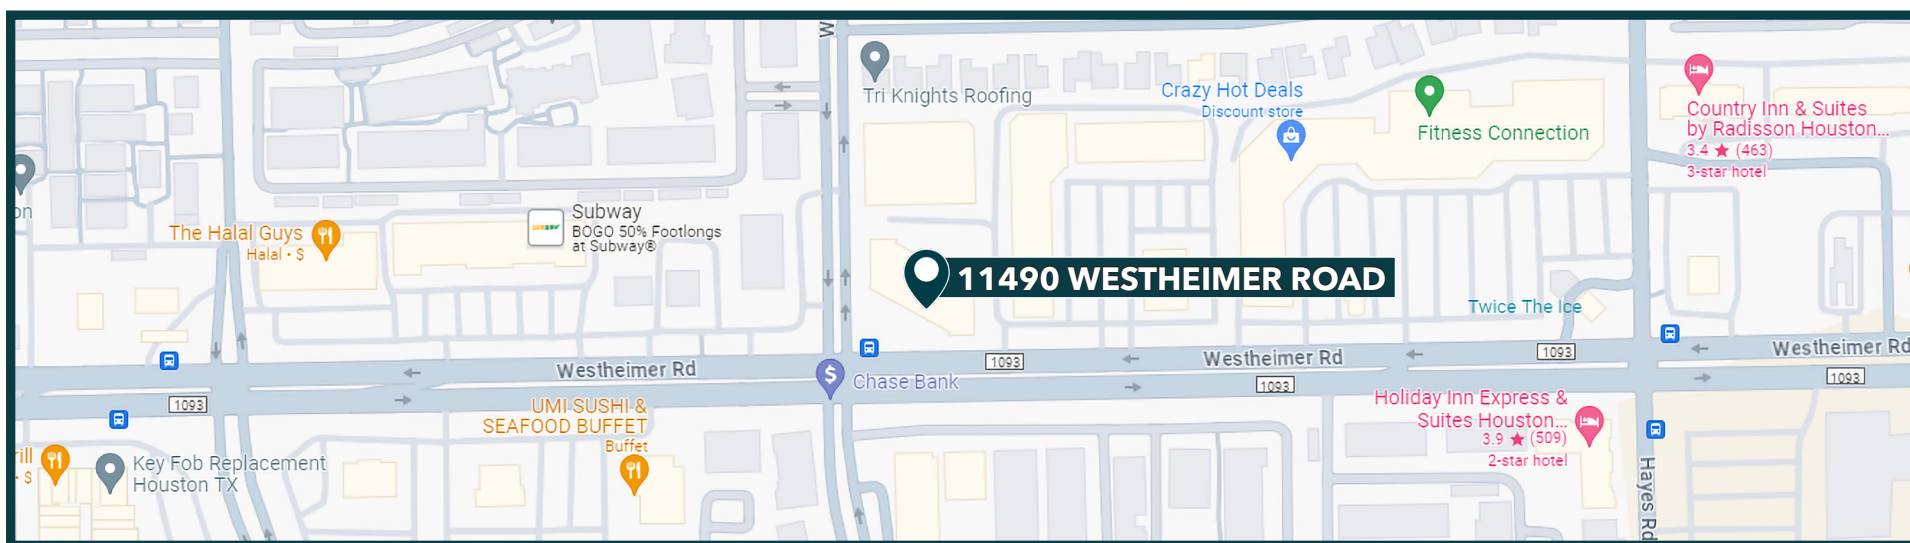 W
Tri Knights Roofing
Crazy Hot Deals
Discount store
Fitness Connection
Country Inn & Suites
by Radisson Houston...
3.4 ★ (463)
3-star hotel
on
The Halal Guys
Halal • $
Subway
BOGO 50% Footlongs
at Subway®
SUBWAY
11490 WESTHEIMER ROAD
Twice The Ice
Westheimer Rd
1093
Westheimer Rd
1093
Westheimer Rd
1093
1093
1093
Chase Bank
$
UMI SUSHI &
SEAFOOD BUFFET
Buffet
Holiday Inn Express &
Suites Houston...
3.9 ★ (509)
2-star hotel
rill
• $
Key Fob Replacement
Houston TX
Hayes Rd